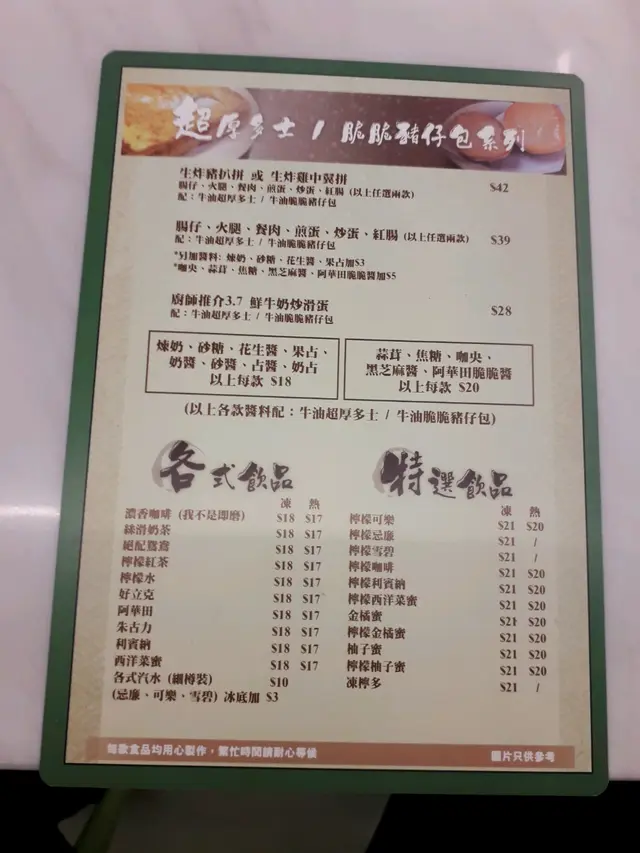 超厚多士 / 脆脆豬仔包系列
生炸豬扒拼 或 生炸雞中翼拼 $42
腸仔、火腿、餐肉、煎蛋、炒蛋、紅腸 (以上任選兩款)
配：牛油超厚多士 / 牛油脆脆豬仔包
腸仔、火腿、餐肉、煎蛋、炒蛋、紅腸 (以上任選兩款) $39
配：牛油超厚多士 / 牛油脆脆豬仔包
*另加醬料: 煉奶、砂糖、花生醬、果占加$3
*咖央、蒜茸、焦糖、黑芝麻醬、阿華田脆脆醬加$5
廚師推介3.7 鮮牛奶炒滑蛋 $28
配：牛油超厚多士 / 牛油脆脆豬仔包
煉奶、砂糖、花生醬、果占、
奶醬、砂醬、占醬、奶占
以上每款 $18
蒜茸、焦糖、咖央、
黑芝麻醬、阿華田脆脆醬
以上每款 $20
(以上各款醬料配：牛油超厚多士 / 牛油脆脆豬仔包)
各式飲品
凍 熱
濃香咖啡 (我不是即磨) $18 $17
絲滑奶茶 $18 $17
絕配鴛鴦 $18 $17
檸檬紅茶 $18 $17
檸檬水 $18 $17
好立克 $18 $17
阿華田 $18 $17
朱古力 $18 $17
利賓納 $18 $17
西洋菜蜜 $18 $17
各式汽水 (細樽裝) $10
(忌廉、可樂、雪碧) 冰底加 $3
特選飲品
凍 熱
檸檬可樂 $21 $20
檸檬忌廉 $21 /
檸檬雪碧 $21 /
檸檬咖啡 $21 $20
檸檬利賓納 $21 $20
檸檬西洋菜蜜 $21 $20
金橘蜜 $21 $20
檸檬金橘蜜 $21 $20
柚子蜜 $21 $20
檸檬柚子蜜 $21 $20
凍檸多 $21 /
每款食品均用心製作，繁忙時間請耐心等候
圖片只供參考